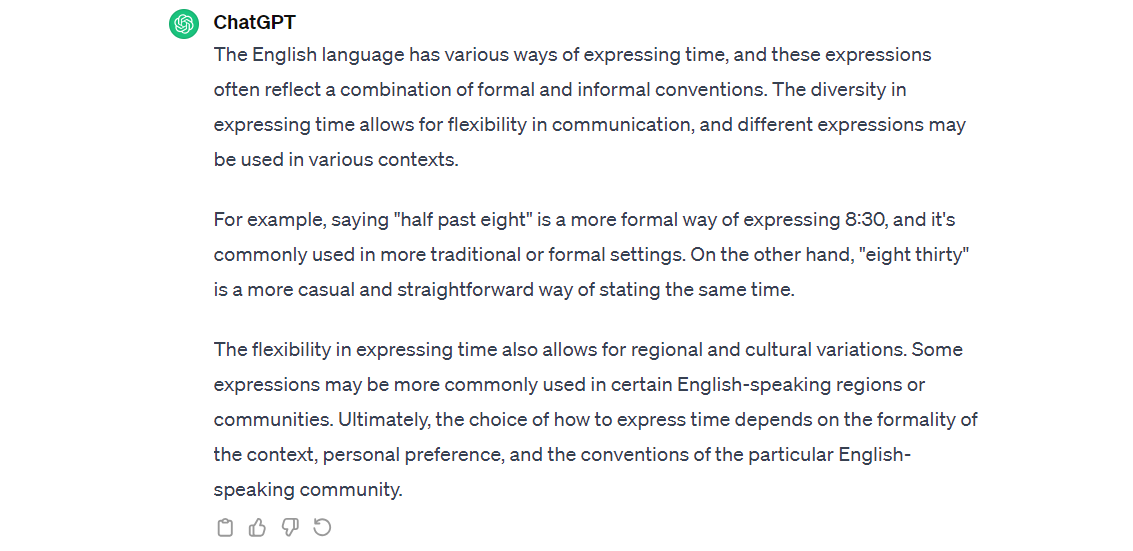 ChatGPT
The English language has various ways of expressing time, and these expressions
often reflect a combination of formal and informal conventions. The diversity in
expressing time allows for flexibility in communication, and different expressions may
be used in various contexts.
For example, saying "half past eight" is a more formal way of expressing 8:30, and it's
commonly used in more traditional or formal settings. On the other hand, "eight thirty"
is a more casual and straightforward way of stating the same time.
The flexibility in expressing time also allows for regional and cultural variations. Some
expressions may be more commonly used in certain English-speaking regions or
communities. Ultimately, the choice of how to express time depends on the formality of
the context, personal preference, and the conventions of the particular English-
speaking community.